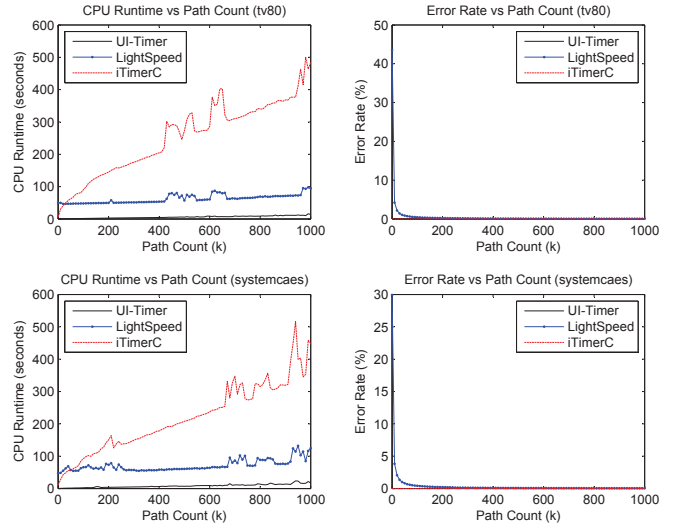 CPU Runtime vs Path Count (tv80)
CPU Runtime (seconds)
600
500
400
300
200
100
0
UI-Timer
LightSpeed
iTimerC
0 200 400 600 800 1000
Path Count (k)
Error Rate vs Path Count (tv80)
Error Rate (%)
50
40
30
20
10
0
UI-Timer
LightSpeed
iTimerC
0 200 400 600 800 1000
Path Count (k)
CPU Runtime vs Path Count (systemcaes)
CPU Runtime (seconds)
600
500
400
300
200
100
0
UI-Timer
LightSpeed
iTimerC
0 200 400 600 800 1000
Path Count (k)
Error Rate vs Path Count (systemcaes)
Error Rate (%)
30
25
20
15
10
5
0
UI-Timer
LightSpeed
iTimerC
0 200 400 600 800 1000
Path Count (k)